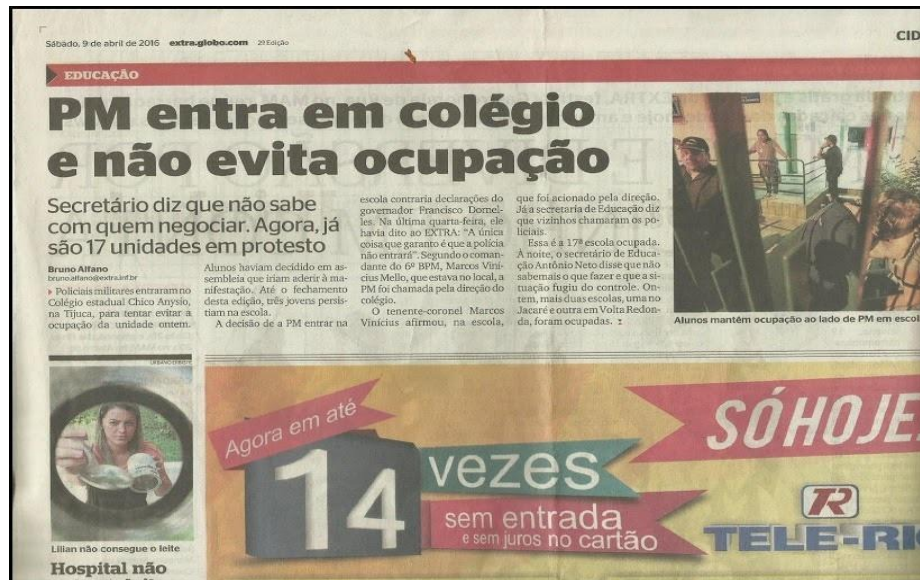 Sábado, 9 de abril de 2016 extra.globo.com 2ª Edição
CID
EDUCAÇÃO
PM entra em colégio
e não evita ocupação
Secretário diz que não sabe
com quem negociar. Agora, já
são 17 unidades em protesto
Bruno Alfano
bruno.alfano@extra.inf.br
Policiais militares entraram no
Colégio estadual Chico Anysio,
na Tijuca, para tentar evitar a
ocupação da unidade ontem.
Alunos haviam decidido em as-
sembleia que iriam aderir à ma-
nifestação. Até o fechamento
desta edição, três jovens persis-
tiam na escola.
A decisão de a PM entrar na
escola contraria declarações do
governador Francisco Dornel-
les. Na última quarta-feira, ele
havia dito ao EXTRA: "A única
coisa que garanto é que a polícia
não entrará". Segundo o coman-
dante do 6º BPM, Marcos Viní-
cius Mello, que estava no local, a
PM foi chamada pela direção do
colégio.
O tenente-coronel Marcos
Vinícius afirmou, na escola,
que foi acionado pela direção.
Já a secretaria de Educação diz
que vizinhos chamaram os po-
liciais.
Essa é a 17ª escola ocupada.
À noite, o secretário de Educa-
ção Antônio Neto disse que não
sabemais o que fazer e que a si-
tuação fugiu do controle. On-
tem, mais duas escolas, uma no
Jacaré e outra em Volta Redon-
da, foram ocupadas.
Alunos mantêm ocupação ao lado de PM em escol
Lilian não consegue o leite
Hospital não
Agora em até
14
vezes
sem entrada
e sem juros no cartão
SÓ HOJE
TR
TELE-RI